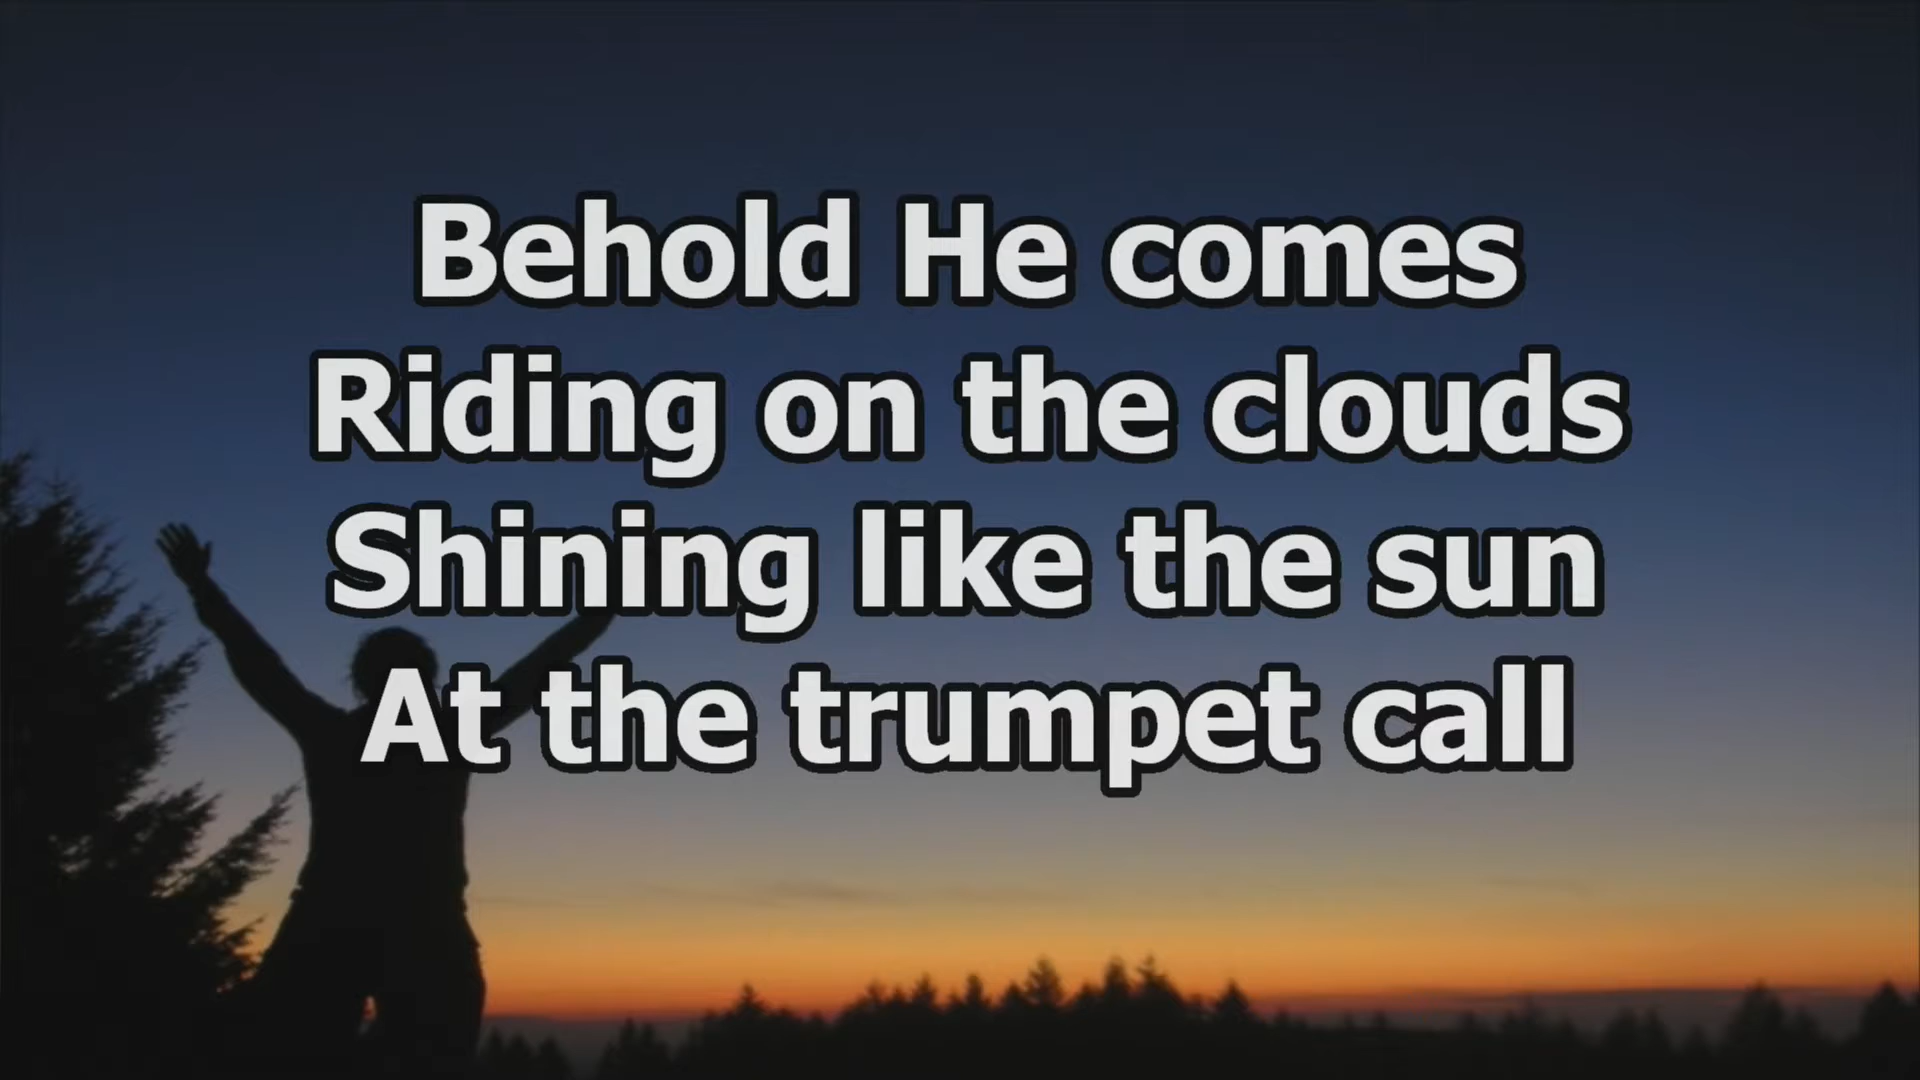 Behold He comes
Riding on the clouds
Shining like the sun
At the trumpet call